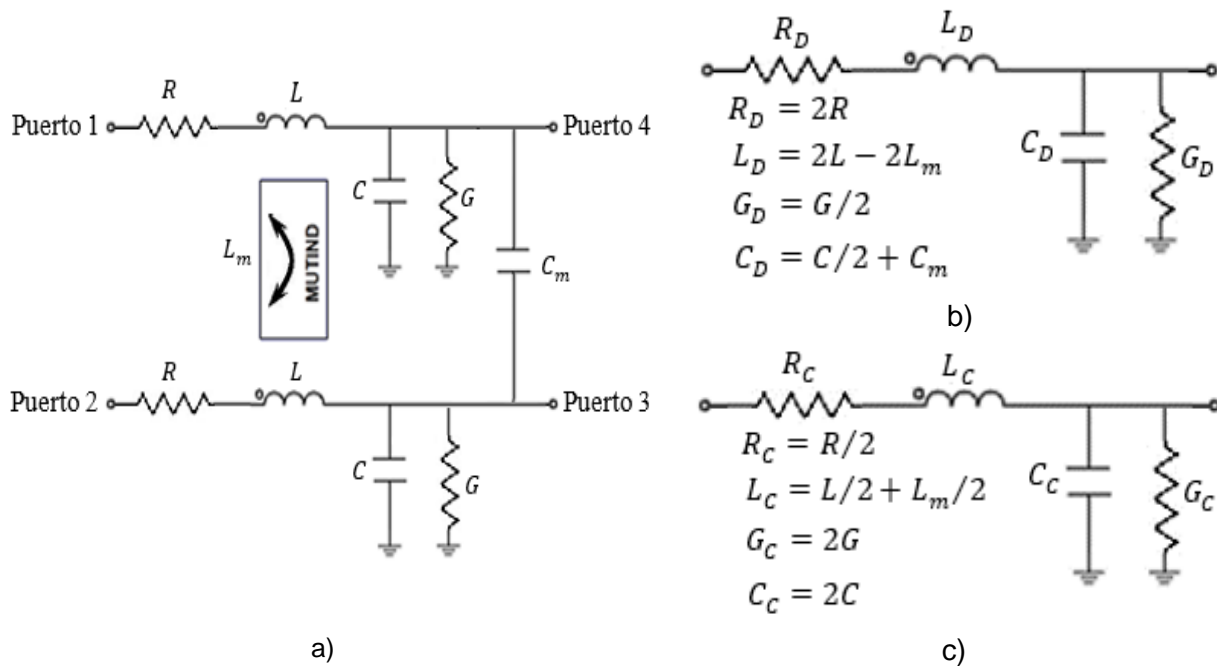 R
L
Puerto 1
Puerto 4
C
G
L_m
MUTIND
C_m
R
L
Puerto 2
Puerto 3
C
G
a)
R_D
L_D
R_D = 2R
L_D = 2L − 2L_m
G_D = G/2
C_D = C/2 + C_m
C_D
G_D
b)
R_C
L_C
R_C = R/2
L_C = L/2 + L_m/2
G_C = 2G
C_C = 2C
C_C
G_C
c)